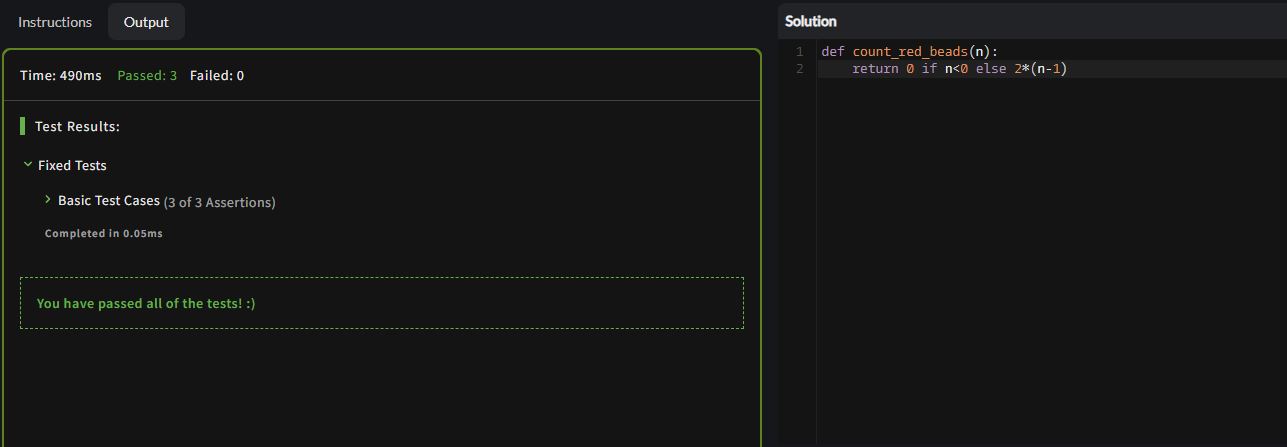 Instructions Output
Time: 490ms Passed: 3 Failed: 0
Test Results:
Fixed Tests
Basic Test Cases (3 of 3 Assertions)
Completed in 0.05ms
You have passed all of the tests! :)
Solution
1 def count_red_beads(n):
2 return 0 if n<0 else 2*(n-1)